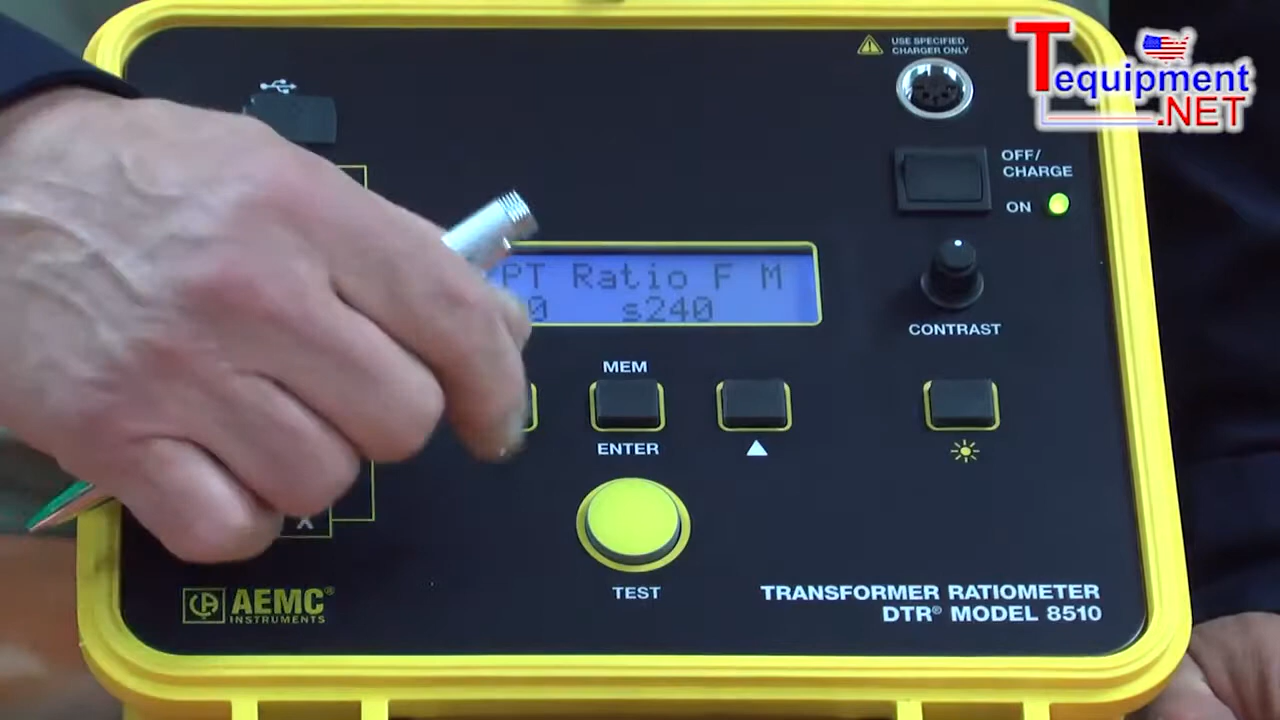 USE SPECIFIED
CHARGER ONLY
Tequipment
.NET
OFF/
CHARGE
ON
PT Ratio F M
s240
CONTRAST
MEM
ENTER
TEST
X
AEMC®
INSTRUMENTS
TRANSFORMER RATIOMETER
DTR® MODEL 8510